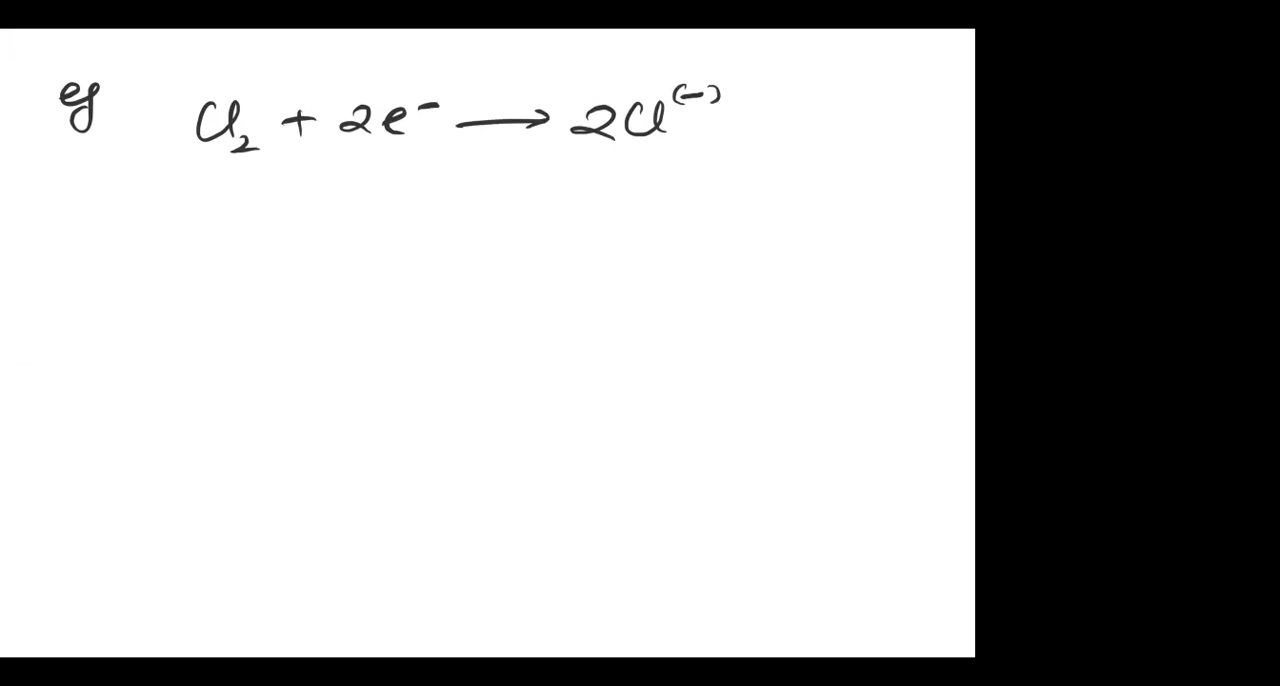 eg Cl₂ + 2e⁻ ⟶ 2Cl⁽⁻⁾